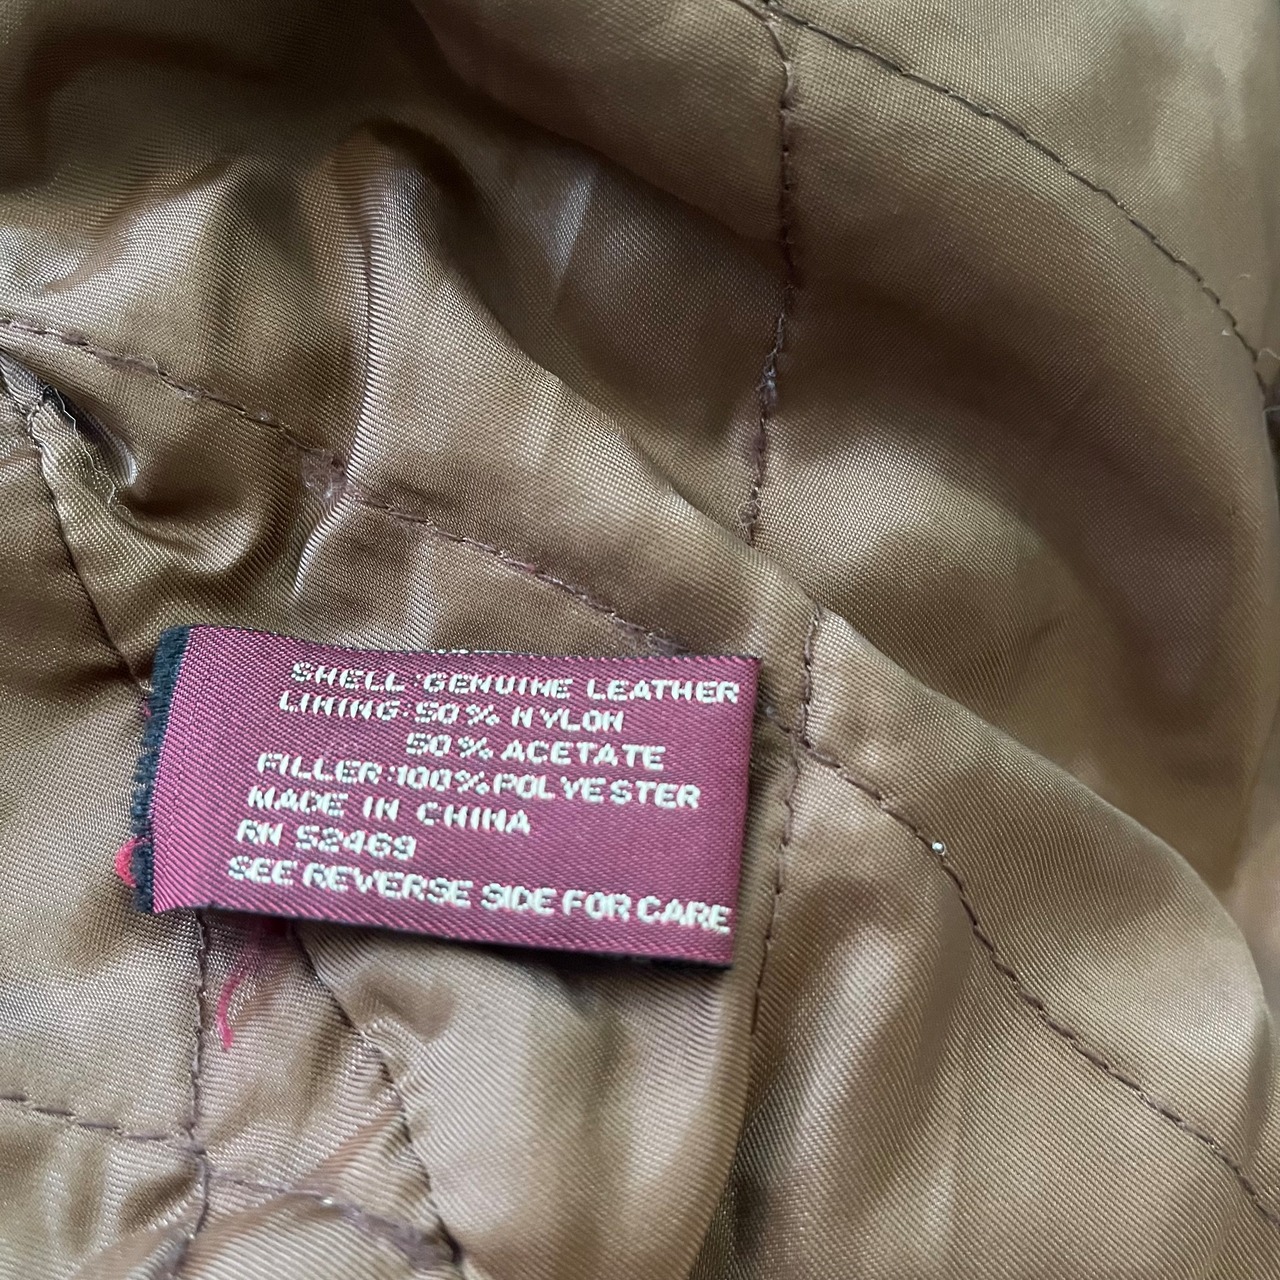 SHELL:GENUINE LEATHER
LINING:50% NYLON
50% ACETATE
FILLER:100% POLYESTER
MADE IN CHINA
RN 52469
SEE REVERSE SIDE FOR CARE